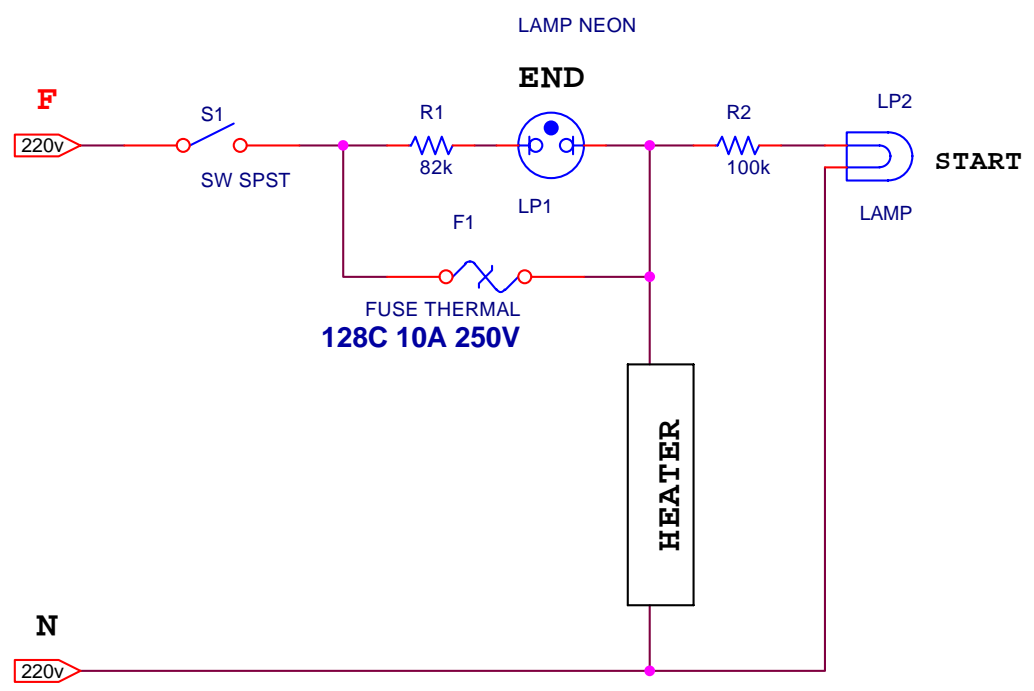 LAMP NEON
END
F
220v
S1
SW SPST
R1
82k
LP1
R2
100k
LP2
START
LAMP
F1
FUSE THERMAL
128C 10A 250V
HEATER
N
220v